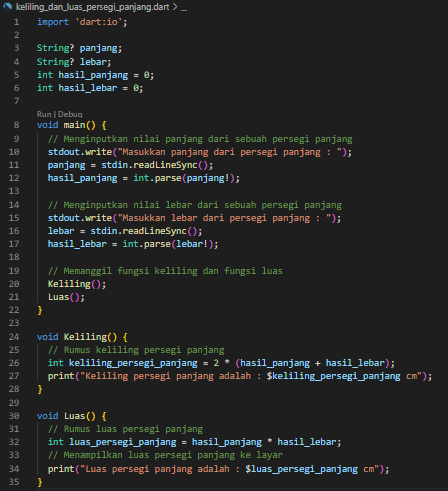 keliling_dan_luas_persegi_panjang.dart > ...
1 import 'dart:io';
2
3 String? panjang;
4 String? lebar;
5 int hasil_panjang = 0;
6 int hasil_lebar = 0;
7
Run | Debug
8 void main() {
9 // Menginputkan nilai panjang dari sebuah persegi panjang
10 stdout.write("Masukkan panjang dari persegi panjang : ");
11 panjang = stdin.readLineSync();
12 hasil_panjang = int.parse(panjang!);
13
14 // Menginputkan nilai lebar dari sebuah persegi panjang
15 stdout.write("Masukkan lebar dari persegi panjang : ");
16 lebar = stdin.readLineSync();
17 hasil_lebar = int.parse(lebar!);
18
19 // Memanggil fungsi keliling dan fungsi luas
20 Keliling();
21 Luas();
22 }
23
24 void Keliling() {
25 // Rumus keliling persegi panjang
26 int keliling_persegi_panjang = 2 * (hasil_panjang + hasil_lebar);
27 print("Keliling persegi panjang adalah : $keliling_persegi_panjang cm");
28 }
29
30 void Luas() {
31 // Rumus luas persegi panjang
32 int luas_persegi_panjang = hasil_panjang * hasil_lebar;
33 // Menampilkan luas persegi panjang ke layar
34 print("Luas persegi panjang adalah : $luas_persegi_panjang cm");
35 }